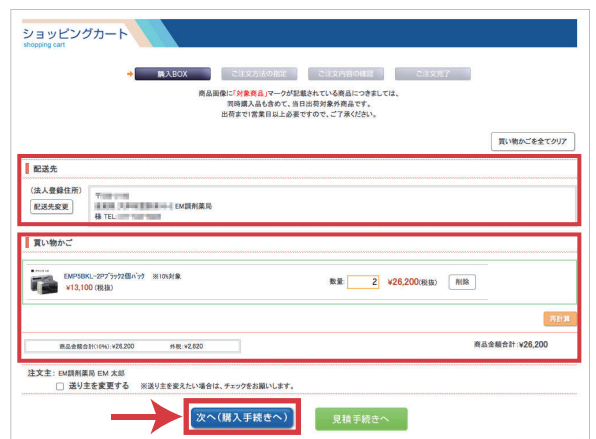 ショッピングカート
shopping cart
購入BOX ご注文方法の指定 ご注文内容の確認 ご注文完了
商品画像に「対象商品」マークが記載されている商品につきましては、
同時購入品も含めて、当日出荷対象外商品です。
出荷まで1営業日以上必要ですので、ご了承ください。
買い物かごを全てクリア
配送先
(法人登録住所)
配送先変更
〒
EM調剤薬局
様 TEL
買い物かご
EMP5BKL-2Pブラック2個パック ※10%対象
¥13,100 (税抜)
数量: 2 ¥26,200(税抜) 削除
再計算
商品金額合計(10%):¥26,200 外税:¥2,620
商品金額合計:¥26,200
注文主: EM調剤薬局 EM 太郎
送り主を変更する ※送り主を変えたい場合は、チェックをお願いします。
次へ(購入手続きへ) 見積手続きへ